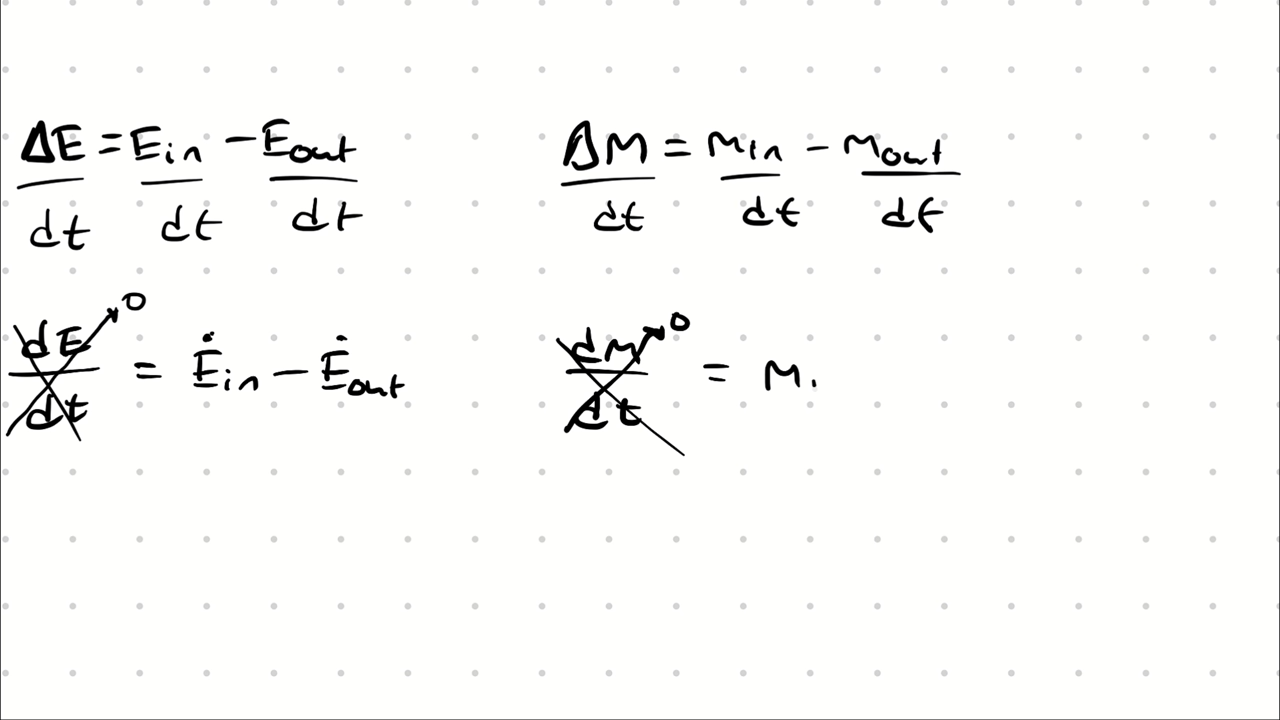 ΔE = Ein - Eout
dt dt dt
ΔM = Min - Mout
dt dt dt
dE 0 = Ėin - Ėout
dt
dM 0 = M.
dt